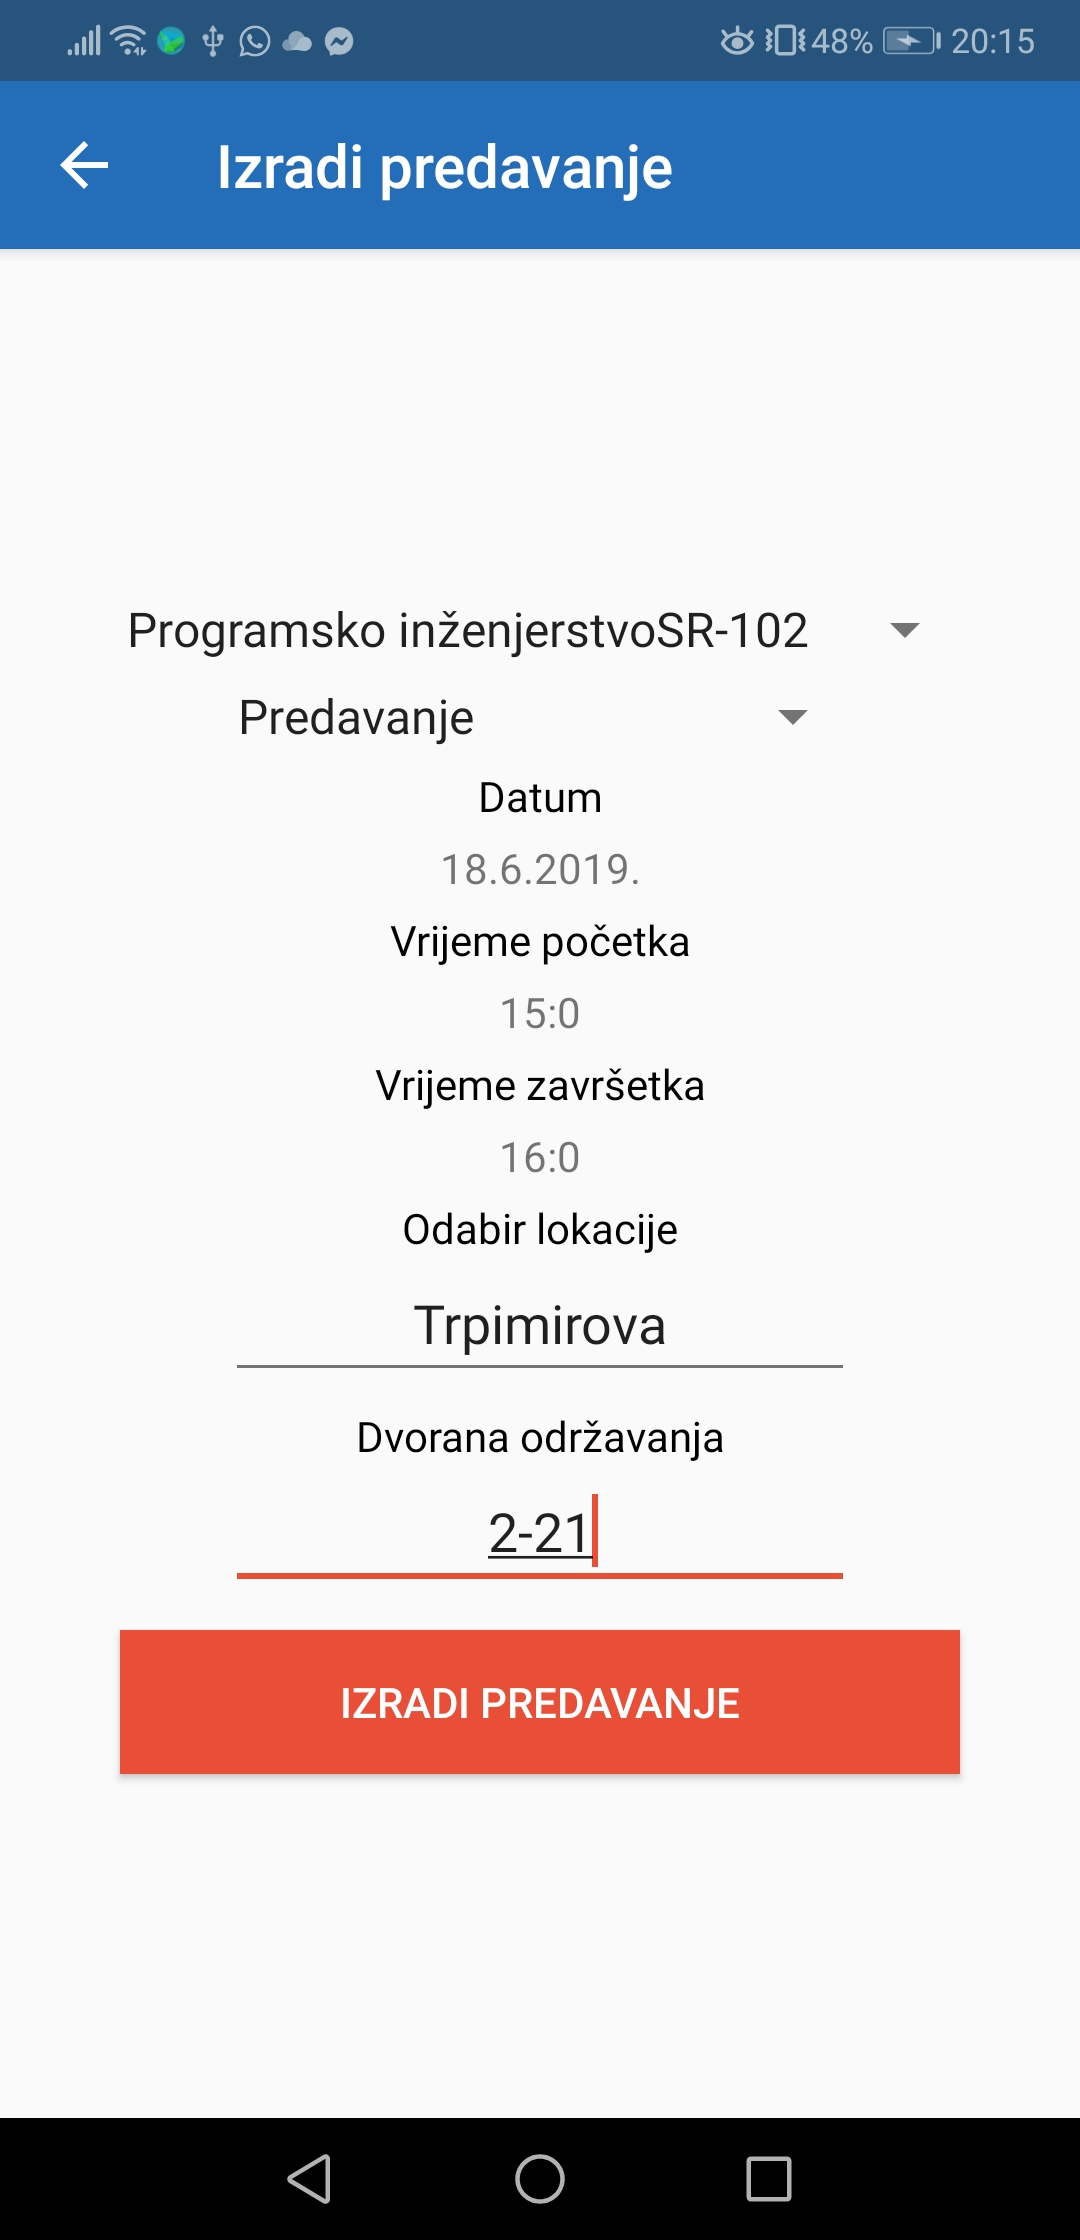 48% 20:15
Izradi predavanje
Programsko inženjerstvoSR-102
Predavanje
Datum
18.6.2019.
Vrijeme početka
15:0
Vrijeme završetka
16:0
Odabir lokacije
Trpimirova
Dvorana održavanja
2-21
IZRADI PREDAVANJE